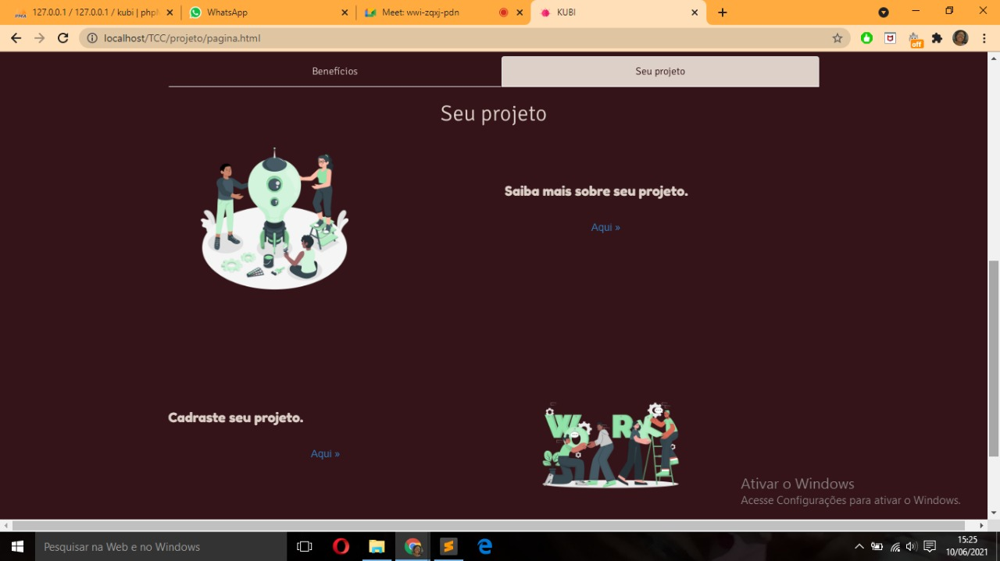 127.0.0.1 / 127.0.0.1 / kubi | phpM
WhatsApp
Meet: wwi-zqxj-pdn
KUBI
localhost/TCC/projeto/pagina.html
off
Benefícios
Seu projeto
Seu projeto
Saiba mais sobre seu projeto.
Aqui »
WORK
Cadraste seu projeto.
Aqui »
Ativar o Windows
Acesse Configurações para ativar o Windows.
Pesquisar na Web e no Windows
15:25
10/06/2021